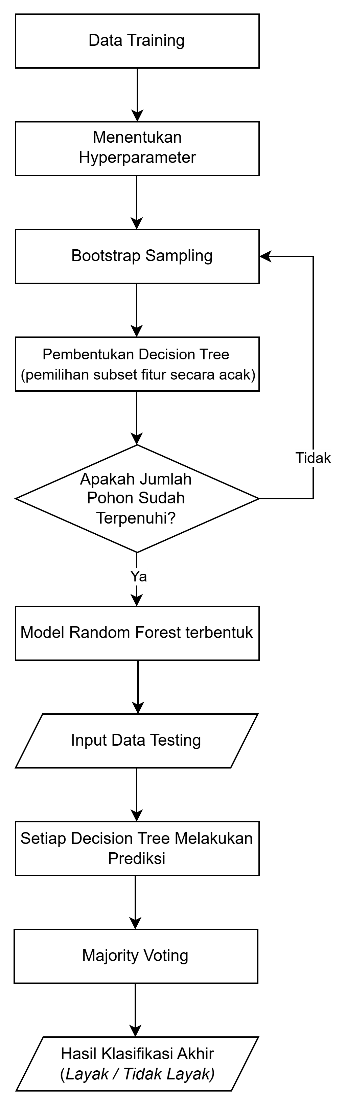 Data Training
Menentukan
Hyperparameter
Bootstrap Sampling
Pembentukan Decision Tree
(pemilihan subset fitur secara acak)
Tidak
Apakah Jumlah
Pohon Sudah
Terpenuhi?
Ya
Model Random Forest terbentuk
Input Data Testing
Setiap Decision Tree Melakukan
Prediksi
Majority Voting
Hasil Klasifikasi Akhir
(Layak / Tidak Layak)